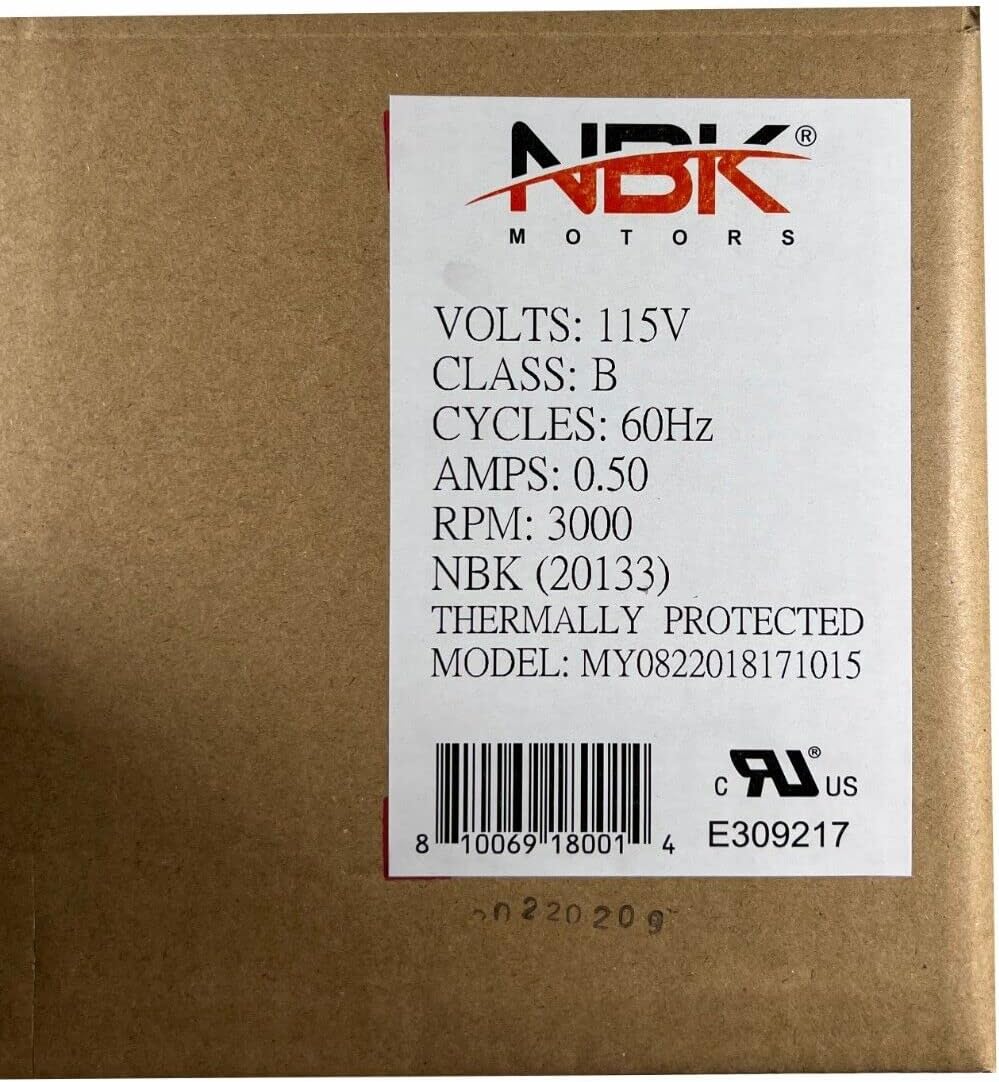 NBK®
MOTORS
VOLTS: 115V
CLASS: B
CYCLES: 60Hz
AMPS: 0.50
RPM: 3000
NBK (20133)
THERMALLY PROTECTED
MODEL: MY0822018171015
C RU® US
E309217
8 10069 18001 4